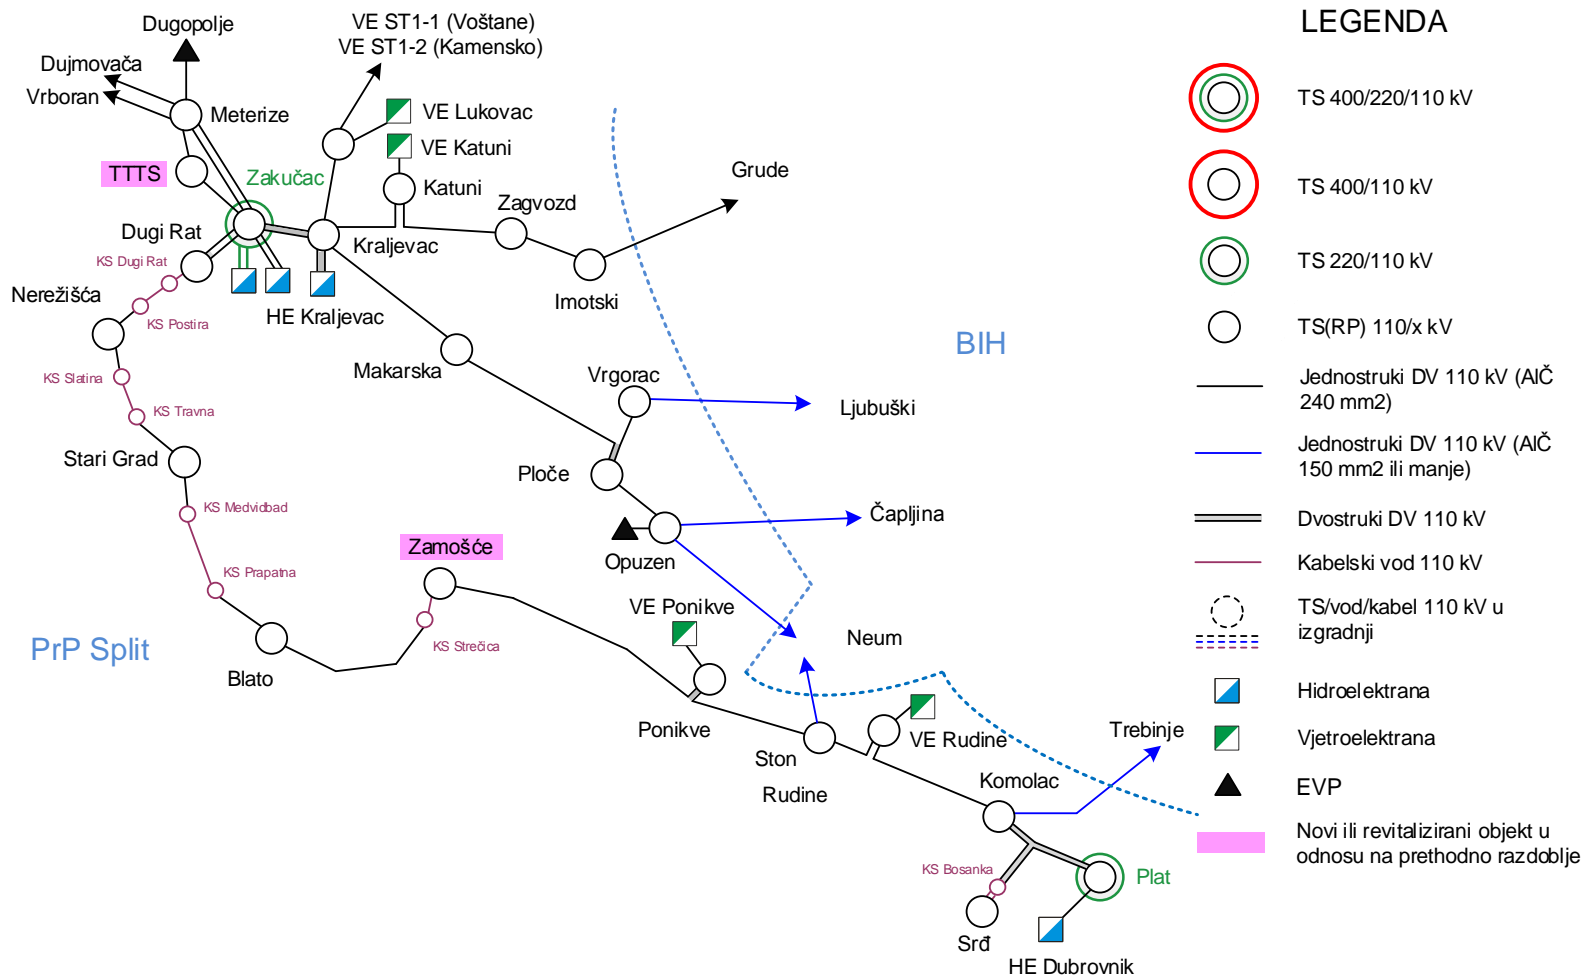 LEGENDA
TS 400/220/110 kV
TS 400/110 kV
TS 220/110 kV
TS(RP) 110/x kV
Jednostruki DV 110 kV (AlČ
240 mm2)
Jednostruki DV 110 kV (AlČ
150 mm2 ili manje)
Dvostruki DV 110 kV
Kabelski vod 110 kV
TS/vod/kabel 110 kV u
izgradnji
Hidroelektrana
Vjetroelektrana
EVP
Novi ili revitalizirani objekt u
odnosu na prethodno razdoblje
Dugopolje
VE ST1-1 (Voštane)
VE ST1-2 (Kamensko)
Dujmovača
Vrboran
Meterize
VE Lukovac
VE Katuni
TTTS
Zakučac
Katuni
Grude
Zagvozd
Dugi Rat
Kraljevac
KS Dugi Rat
Nerežišća
Imotski
KS Postira
HE Kraljevac
BIH
Makarska
Vrgorac
KS Slatina
Ljubuški
KS Travna
Stari Grad
Ploče
KS Medvidbad
Čapljina
Zamošće
Opuzen
KS Prapatna
VE Ponikve
Neum
PrP Split
KS Strečica
Blato
Ponikve
Ston
VE Rudine
Trebinje
Rudine
Komolac
KS Bosanka
Plat
Srđ
HE Dubrovnik